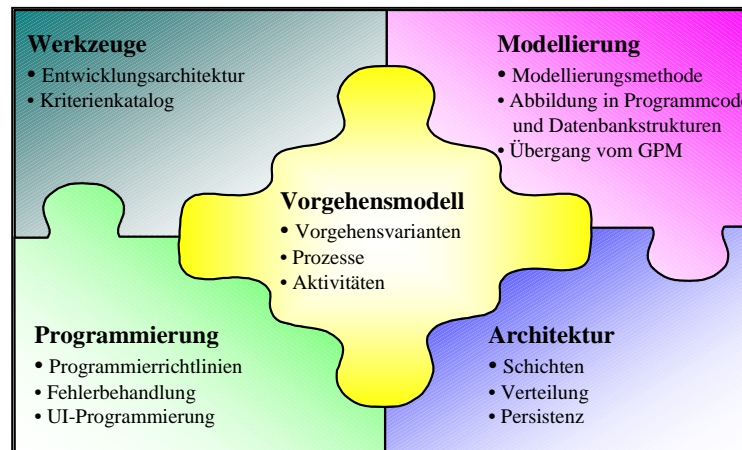 Werkzeuge
• Entwicklungsarchitektur
• Kriterienkatalog
Modellierung
• Modellierungsmethode
• Abbildung in Programmcode
und Datenbankstrukturen
• Übergang vom GPM
Vorgehensmodell
• Vorgehensvarianten
• Prozesse
• Aktivitäten
Programmierung
• Programmierrichtlinien
• Fehlerbehandlung
• UI-Programmierung
Architektur
• Schichten
• Verteilung
• Persistenz